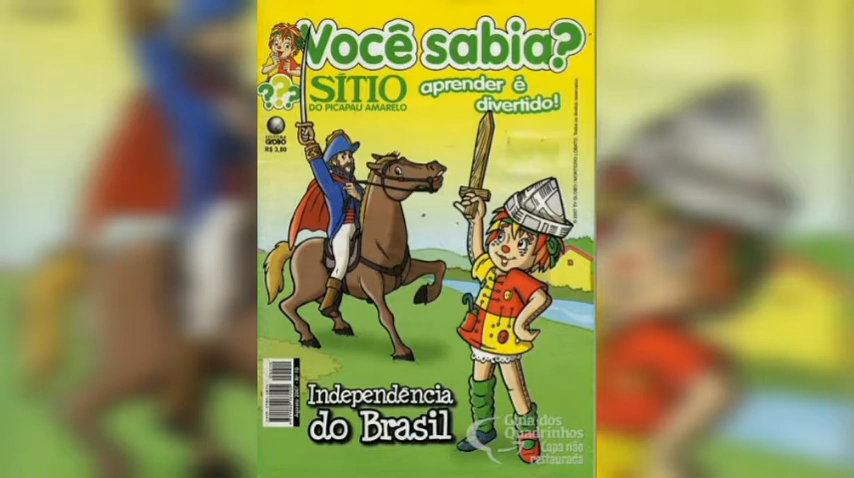 Você sabia?
SÍTIO
DO PICAPAU AMARELO
aprender é
divertido!
???
EDITORA
GLOBO
R$ 3,80
Independência
do Brasil
Guia dos
Quadrinhos
Capa não
restaurada